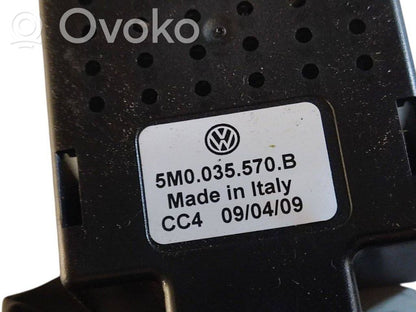 Ovoko
5M0.035.570.B
Made in Italy
CC4 09/04/09